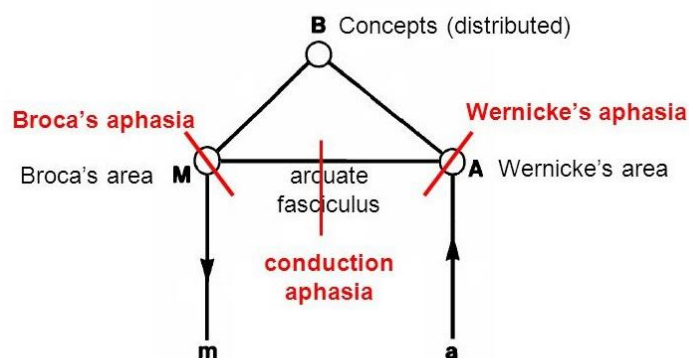 B Concepts (distributed)
Broca's aphasia
Wernicke's aphasia
Broca's area M
A Wernicke's area
arcuate
fasciculus
conduction
aphasia
m
a